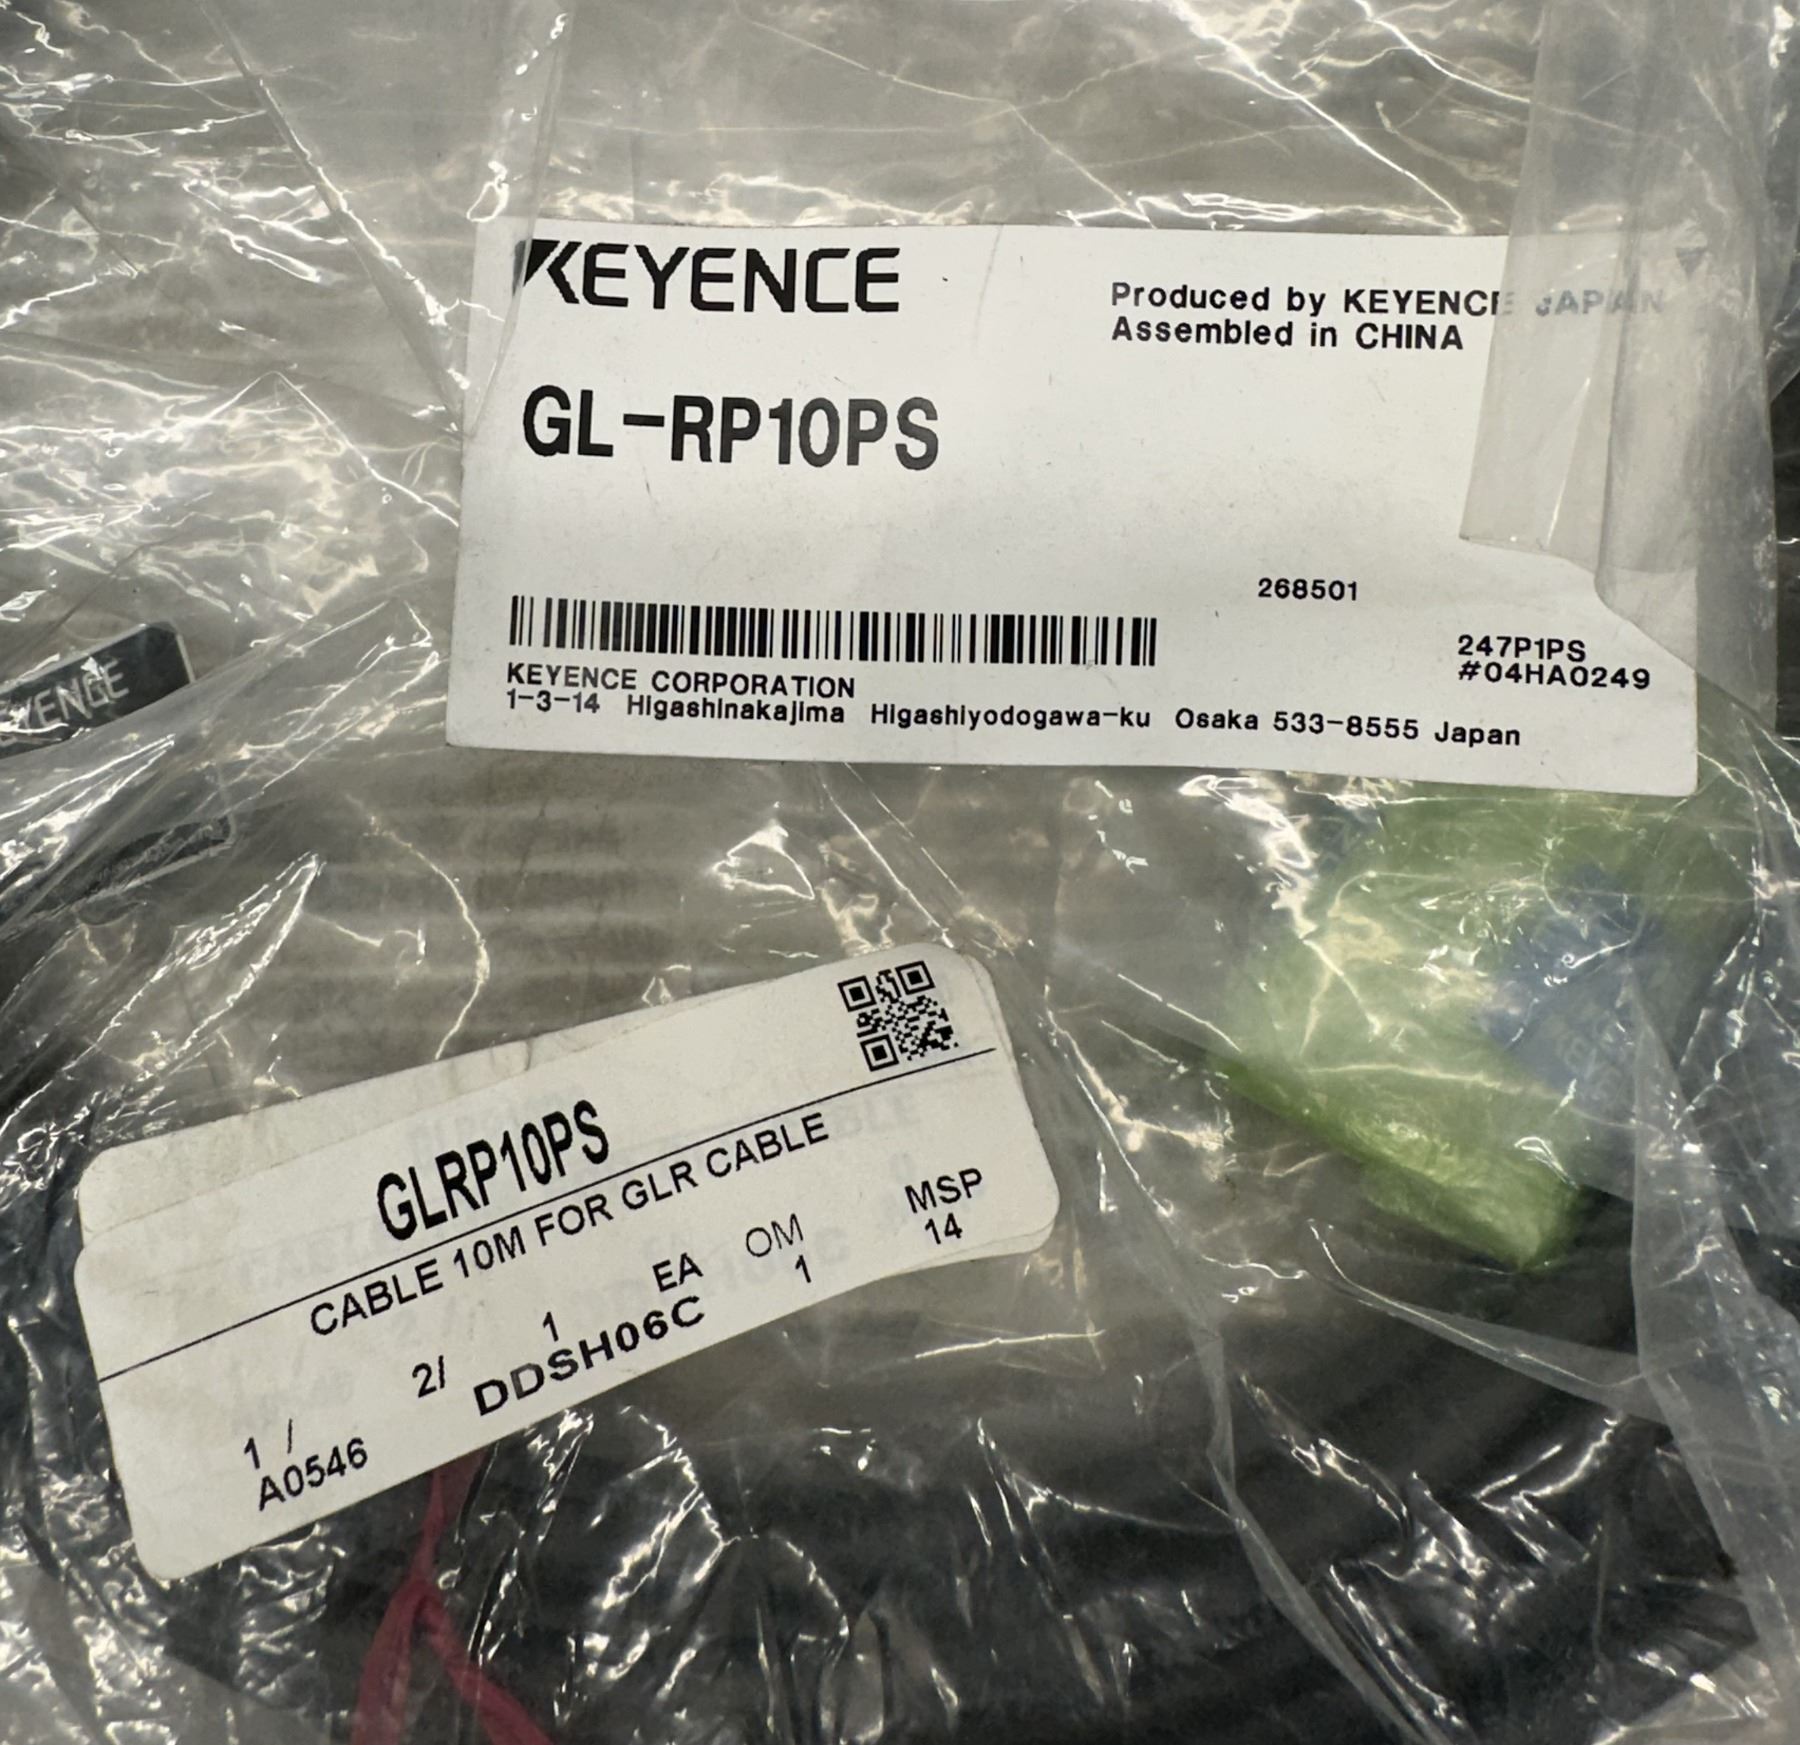 KEYENCE
Produced by KEYENCE JAPAN
Assembled in CHINA
GL-RP10PS
268501
247P1PS
#04HA0249
KEYENCE CORPORATION
1-3-14 Higashinakajima Higashiyodogawa-ku Osaka 533-8555 Japan
YENCE
GLRP10PS
CABLE 10M FOR GLR CABLE
1 / 2/ 1 EA OM MSP
A0546 DDSH06C 1 14